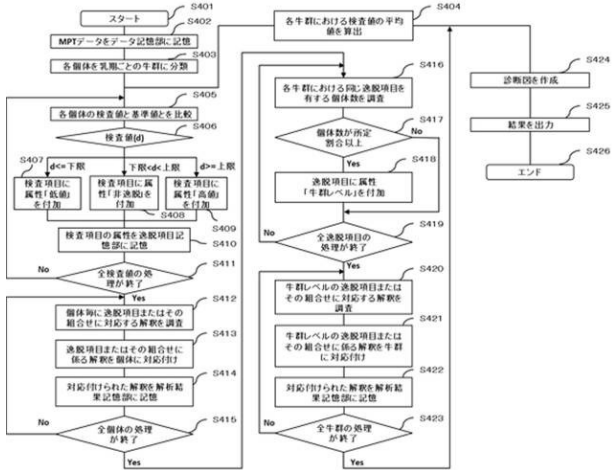 スタート
S401
S402
MPTデータをデータ記憶部に記憶
S403
各個体を乳期ごとの牛群に分類
S405
各個体の検査値と基準値とを比較
S406
検査値(d)
S407
d<=下限
下限<d<上限
d>=上限
検査項目に
属性「低値」
を付加
検査項目に属
性「非逸脱」を
付加
S408
検査項目に
属性「高値」
を付加
S409
検査項目の属性を逸脱項目記
憶部に記憶
S410
No
全検査値の処
理が終了
S411
Yes
S412
個体毎に逸脱項目またはその
組合せに対応する解釈を調査
S413
逸脱項目またはその組合せに
係る解釈を個体に対応付け
S414
対応付けられた解釈を解析結
果記憶部に記憶
No
S415
全個体の処理
が終了
Yes
各牛群における検査値の平均
値を算出
S404
S416
各牛群における同じ逸脱項目を
有する個体数を調査
S417
個体数が所定
割合以上
No
Yes
S418
逸脱項目に属性
「牛群レベル」を付加
No
S419
全逸脱項目の
処理が終了
Yes
S420
牛群レベルの逸脱項目または
その組合せに対応する解釈を
調査
S421
牛群レベルの逸脱項目または
その組合せに係る解釈を牛群
に対応付け
S422
対応付けられた解釈を解析結
果記憶部に記憶
No
S423
全牛群の処理
が終了
Yes
S424
診断図を作成
S425
結果を出力
S426
エンド